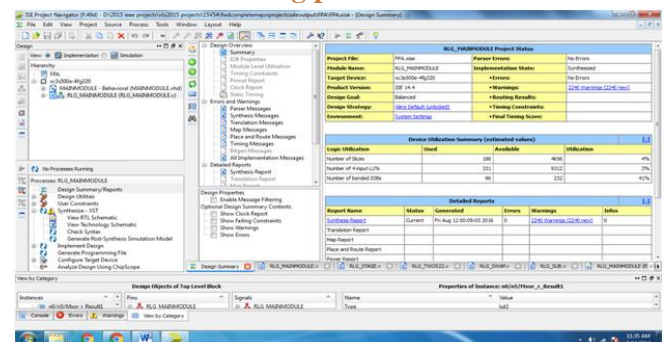 ISE Project Navigator (P.49d) - D:\2015 ieee project\vlsi2015 projects\15VS4\fwdcompletemajorprojectcodeoutput\FPA\FPA.xise - [Design Summary]
File Edit View Project Source Process Tools Window Layout Help
Design
View: Implementation Simulation
Hierarchy
FPA
xc3s500e-4fg320
MAINMODULE - Behavioral (MAINMODULE.vhd)
RLG_MAINMODULE (RLG_MAINMODULE.v)
No Processes Running
Processes: RLG_MAINMODULE
Design Summary/Reports
Design Utilities
User Constraints
Synthesize - XST
View RTL Schematic
View Technology Schematic
Check Syntax
Generate Post-Synthesis Simulation Model
Implement Design
Generate Programming File
Configure Target Device
Analyze Design Using ChipScope
Design Overview
Summary
IOB Properties
Module Level Utilization
Timing Constraints
Pinout Report
Clock Report
Static Timing
Errors and Warnings
Parser Messages
Synthesis Messages
Translation Messages
Map Messages
Place and Route Messages
Timing Messages
Bitgen Messages
All Implementation Messages
Detailed Reports
Synthesis Report
Translation Report
Design Properties
Enable Message Filtering
Optional Design Summary Contents
Show Clock Report
Show Failing Constraints
Show Warnings
Show Errors
RLG_MAINMODULE Project Status
Project File: FPA.xise Parser Errors: No Errors
Module Name: RLG_MAINMODULE Implementation State: Synthesized
Target Device: xc3s500e-4fg320 •Errors: No Errors
Product Version: ISE 14.4 •Warnings: 2240 Warnings (2240 new)
Design Goal: Balanced •Routing Results:
Design Strategy: Xilinx Default (unlocked) •Timing Constraints:
Environment: System Settings •Final Timing Score:
Device Utilization Summary (estimated values)
Logic Utilization Used Available Utilization
Number of Slices 188 4656 4%
Number of 4 input LUTs 331 9312 3%
Number of bonded IOBs 96 232 41%
Detailed Reports
Report Name Status Generated Errors Warnings Infos
Synthesis Report Current Fri Aug 12 00:09:05 2016 0 2240 Warnings (2240 new) 0
Translation Report
Map Report
Place and Route Report
Power Report
Design Summary RLG_MAINMODULE.v RLG_STAGE.v RLG_TWOS22.v RLG_SWAP.v RLG_SUB.v RLG_MAINMODULE
View by Category
Design Objects of Top Level Block Properties of Instance: n0/n5/Mxor_r_Result1
Instances Pins Signals Name Value
n0/n5/Mxor_r_Result1 RLG_MAINMODULE RLG_MAINMODULE Type lut3
Console Errors Warnings View by Category
11:35 AM